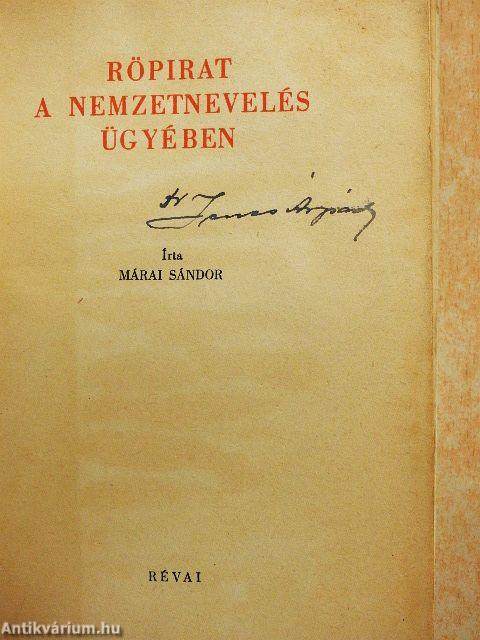 RÖPIRAT
A NEMZETNEVELÉS
ÜGYÉBEN
Írta
MÁRAI SÁNDOR
RÉVAI
Antikvárium.hu